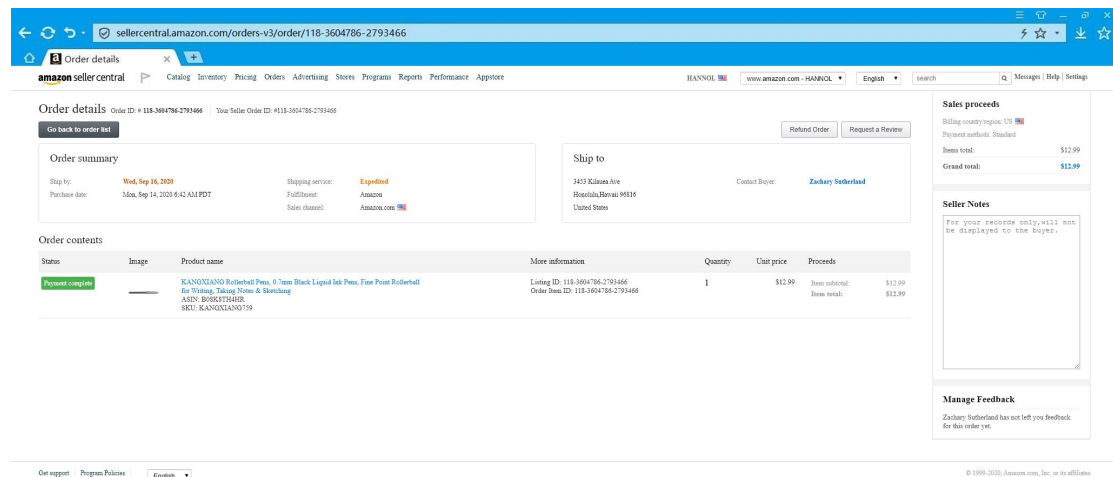 sellercentral.amazon.com/orders-v3/order/118-3604786-2793466
a Order details
amazon seller central Catalog Inventory Pricing Orders Advertising Stores Programs Reports Performance Appstore HANNOL www.amazon.com - HANNOL English search Messages | Help | Settings
Order details Order ID: # 118-3604786-2793466 Your Seller Order ID: #118-3604786-2793466
Go back to order list Refund Order Request a Review
Order summary
Ship by: Wed, Sep 16, 2020 Shipping service: Expedited
Purchase date: Mon, Sep 14, 2020 6:42 AM PDT Fulfillment: Amazon
Sales channel: Amazon.com
Ship to
3453 Kilauea Ave Contact Buyer: Zachary Sutherland
Honolulu,Hawaii 96816
United States
Order contents
Status Image Product name More information Quantity Unit price Proceeds
Payment complete KANGXIANG Rollerball Pens, 0.7mm Black Liquid Ink Pens, Fine Point Rollerball Listing ID: 118-3604786-2793466 1 $12.99 Item subtotal: $12.99
for Writing, Taking Notes & Sketching Order Item ID: 118-3604786-2793466 Item total: $12.99
ASIN: B08K8TH4HR
SKU: KANGXIANG759
Sales proceeds
Billing country/region: US
Payment methods: Standard
Items total: $12.99
Grand total: $12.99
Seller Notes
For your records only,will not
be displayed to the buyer.
Manage Feedback
Zachary Sutherland has not left you feedback
for this order yet.
Get support Program Policies English © 1999-2020, Amazon.com, Inc. or its affiliates